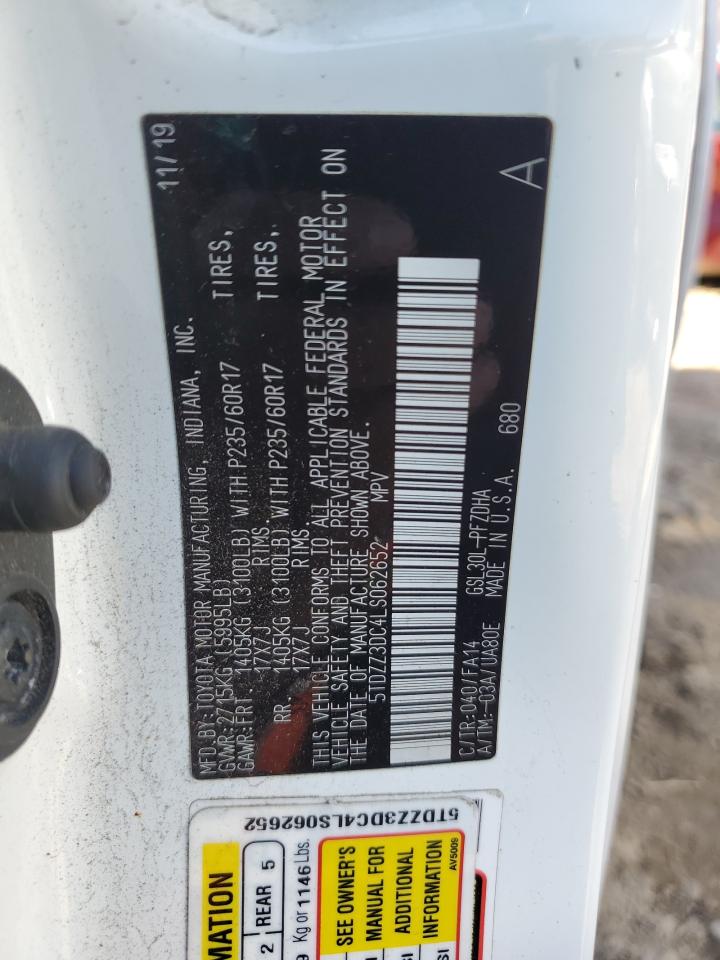 11/19
MFD.BY:TOYOTA MOTOR MANUFACTURING, INDIANA, INC.
GVWR:2715KG (5995LB)
GAWR:FRT 1405KG (3100LB) WITH P235/60R17 TIRES,
17X7J RIMS.
RR. 1405KG (3100LB) WITH P235/60R17 TIRES,
17X7J RIMS.
THIS VEHICLE CONFORMS TO ALL APPLICABLE FEDERAL MOTOR
VEHICLE SAFETY AND THEFT PREVENTION STANDARDS IN EFFECT ON
THE DATE OF MANUFACTURE SHOWN ABOVE.
5TDZZ3DC4LS062652 MPV
C/TR:040/FA14 GSL30L-PFZDHA 680
A/TM:-03A/UA80E MADE IN U.S.A. A
5TDZZ3DC4LS062652
MATION
2 REAR 5
9 Kg or 1146 Lbs.
SEE OWNER'S
MANUAL FOR
ADDITIONAL
INFORMATION
AV5009